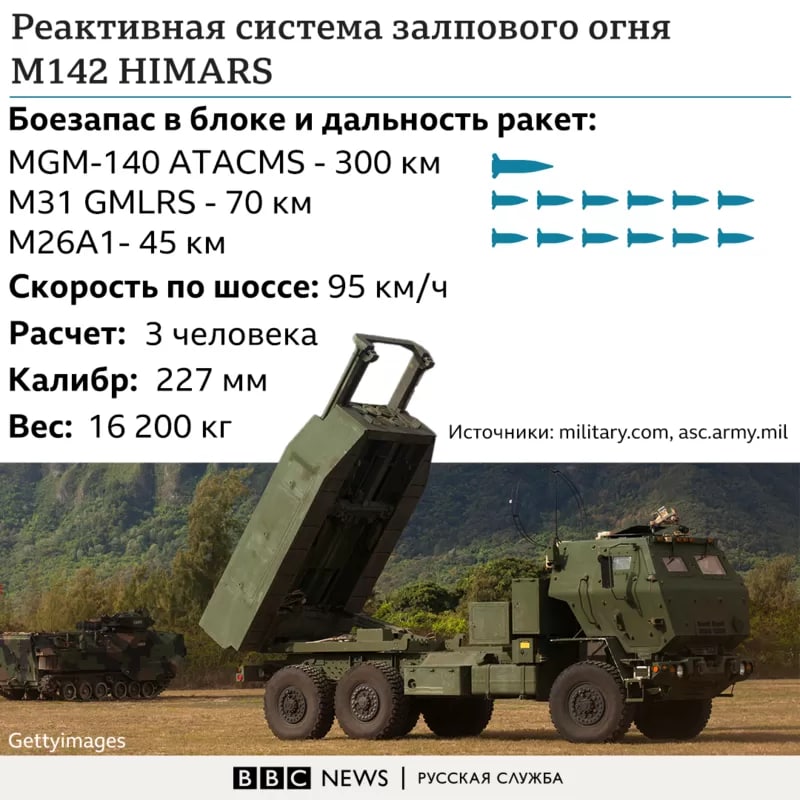 Реактивная система залпового огня
M142 HIMARS
Боезапас в блоке и дальность ракет:
MGM-140 ATACMS - 300 км
M31 GMLRS - 70 км
M26A1- 45 км
Скорость по шоссе: 95 км/ч
Расчет: 3 человека
Калибр: 227 мм
Вес: 16 200 кг
Источники: military.com, asc.army.mil
Gettyimages
BBC NEWS | РУССКАЯ СЛУЖБА